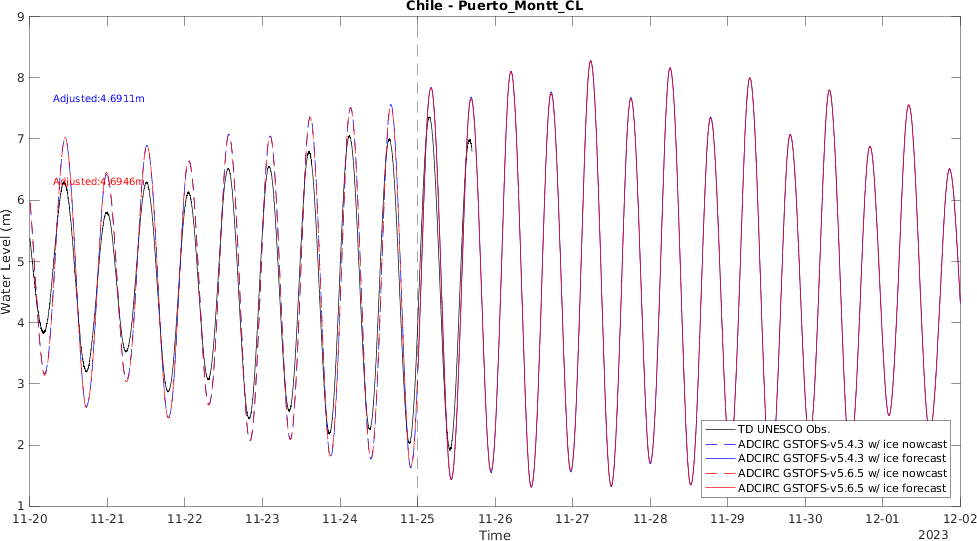 Chile - Puerto_Montt_CL
9
8
7
6
5
4
3
2
1
Water Level (m)
Adjusted:4.6911m
Adjusted:4.6946m
TD UNESCO Obs.
ADCIRC GSTOFS-v5.4.3 w/ ice nowcast
ADCIRC GSTOFS-v5.4.3 w/ ice forecast
ADCIRC GSTOFS-v5.6.5 w/ ice nowcast
ADCIRC GSTOFS-v5.6.5 w/ ice forecast
11-20 11-21 11-22 11-23 11-24 11-25 11-26 11-27 11-28 11-29 11-30 12-01 12-02
Time
2023